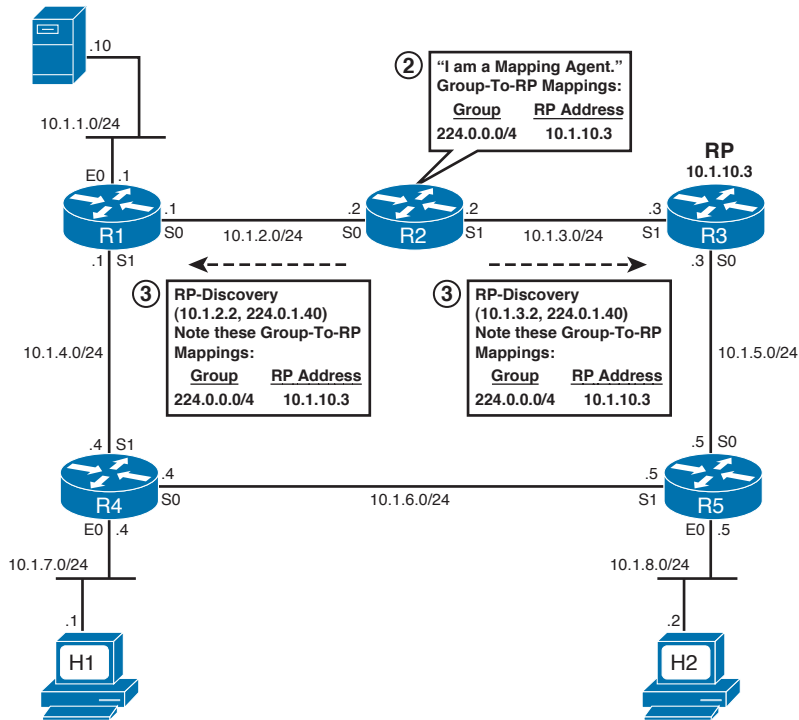 .10
10.1.1.0/24
② “I am a Mapping Agent.”
Group-To-RP Mappings:
Group RP Address
224.0.0.0/4 10.1.10.3
RP
10.1.10.3
E0 .1
R1
.1
S0
10.1.2.0/24
.2
S0
R2
.2
S1
10.1.3.0/24
.3
S1
R3
.1 S1
.3 S0
③ RP-Discovery
(10.1.2.2, 224.0.1.40)
Note these Group-To-RP
Mappings:
Group RP Address
224.0.0.0/4 10.1.10.3
③ RP-Discovery
(10.1.3.2, 224.0.1.40)
Note these Group-To-RP
Mappings:
Group RP Address
224.0.0.0/4 10.1.10.3
10.1.4.0/24
10.1.5.0/24
.4 S1
R4
.4
S0
10.1.6.0/24
.5 S0
.5
S1
R5
E0 .4
E0 .5
10.1.7.0/24
10.1.8.0/24
.1
H1
.2
H2